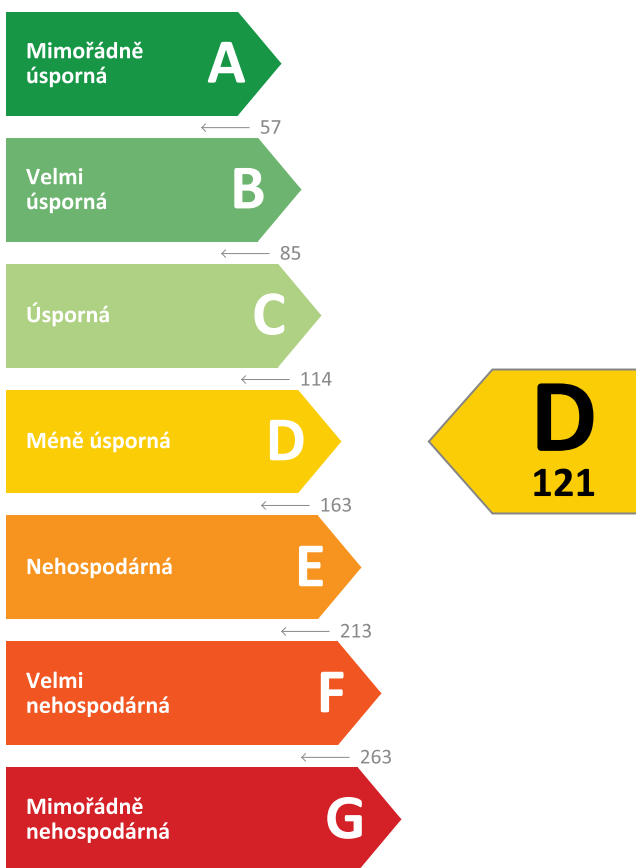 Mimořádně
úsporná
A
57
Velmi
úsporná
B
85
Úsporná
C
114
Méně úsporná
D
D
121
163
Nehospodárná
E
213
Velmi
nehospodárná
F
263
Mimořádně
nehospodárná
G